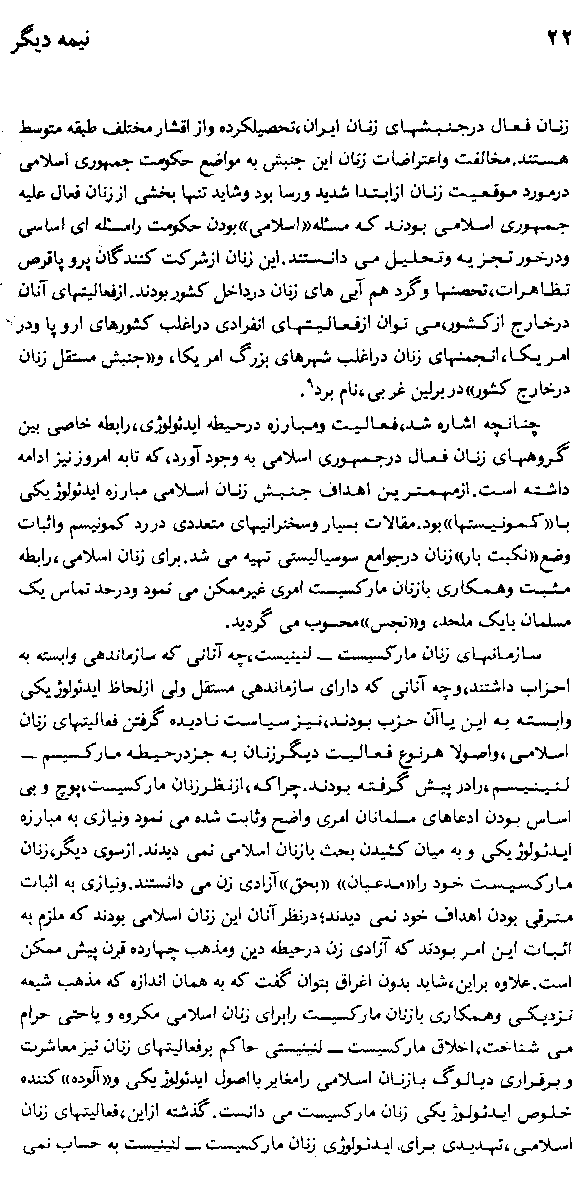 ۲۲ نیمه دیگر
زنان فعال درجنبشهای زنان ایران،تحصیلکرده واز اقشار مختلف طبقه متوسط
هستند.مخالفت واعتراضات زنان این جنبش به مواضع حکومت جمهوری اسلامی
درمورد موقعیت زنان ازابتدا شدید ورسا بود وشاید تنها بخشی اززنان فعال علیه
جمهوری اسلامی بودند که مسئله«اسلامی»بودن حکومت رامسئله ای اساسی
ودرخور تجزیه وتحلیل می دانستند.این زنان ازشرکت کنندگان پروپاقرص
تظاهرات،تحصنها وگرد هم آیی های زنان درداخل کشور بودند.ازفعالیتهای آنان
درخارج ازکشور،می توان ازفعالیتهای انفرادی دراغلب کشورهای اروپا ودر
امریکا،انجمنهای زنان دراغلب شهرهای بزرگ امریکا، و«جنبش مستقل زنان
درخارج کشور»دربرلین غربی،نام برد۹.
چنانچه اشاره شد،فعالیت ومبارزه درحیطه ایدئولوژی،رابطه خاصی بین
گروههای زنان فعال درجمهوری اسلامی به وجود آورد،که تابه امروز نیز ادامه
داشته است.ازمهمترین اهداف جنبش زنان اسلامی مبارزه ایدئولوژیکی
با«کمونیستها»بود.مقالات بسیار وسخنرانیهای متعددی در رد کمونیسم واثبات
وضع«نکبت بار»زنان درجوامع سوسیالیستی تهیه می شد.برای زنان اسلامی،رابطه
مثبت وهمکاری بازنان مارکسیست امری غیرممکن می نمود ودرحد تماس یک
مسلمان بایک ملحد، و«نجس»محسوب می گردید.
سازمانهای زنان مارکسیست ــ لنینیست،چه آنانی که سازماندهی وابسته به
احزاب داشتند،وچه آنانی که دارای سازماندهی مستقل ولی ازلحاظ ایدئولوژیکی
وابسته به این یاآن حزب بودند،نیز سیاست نادیده گرفتن فعالیتهای زنان
اسلامی،واصولا هرنوع فعالیت دیگرزنان به جزدرحیطه مارکسیسم ــ
لنینیسم،رادر پیش گرفته بودند.چراکه،ازنظرزنان مارکسیست،پوچ و بی
اساس بودن ادعاهای مسلمانان امری واضح وثابت شده می نمود ونیازی به مبارزه
ایدئولوژیکی و به میان کشیدن بحث بازنان اسلامی نمی دیدند.ازسوی دیگر،زنان
مارکسیست خود را«مدعیان» «بحق»آزادی زن می دانستند.ونیازی به اثبات
مترقی بودن اهداف خود نمی دیدند؛درنظر آنان این زنان اسلامی بودند که ملزم به
اثبات این امر بودند که آزادی زن درحیطه دین ومذهب چهارده قرن پیش ممکن
است.علاوه براین،شاید بدون اغراق بتوان گفت که به همان اندازه که مذهب شیعه
نزدیکی وهمکاری بازنان مارکسیست رابرای زنان اسلامی مکروه و یاحتی حرام
می شناخت،اخلاق مارکسیست ــ لنینیستی حاکم برفعالیتهای زنان نیز معاشرت
و برقراری دیالوگ بازنان اسلامی رامغایر بااصول ایدئولوژیکی و«آلوده»کننده
خلوص ایدئولوژیکی زنان مارکسیست می دانست.گذشته ازاین،فعالیتهای زنان
اسلامی،تهدیدی برای ایدئولوژی زنان مارکسیست ــ لنینیست به حساب نمی